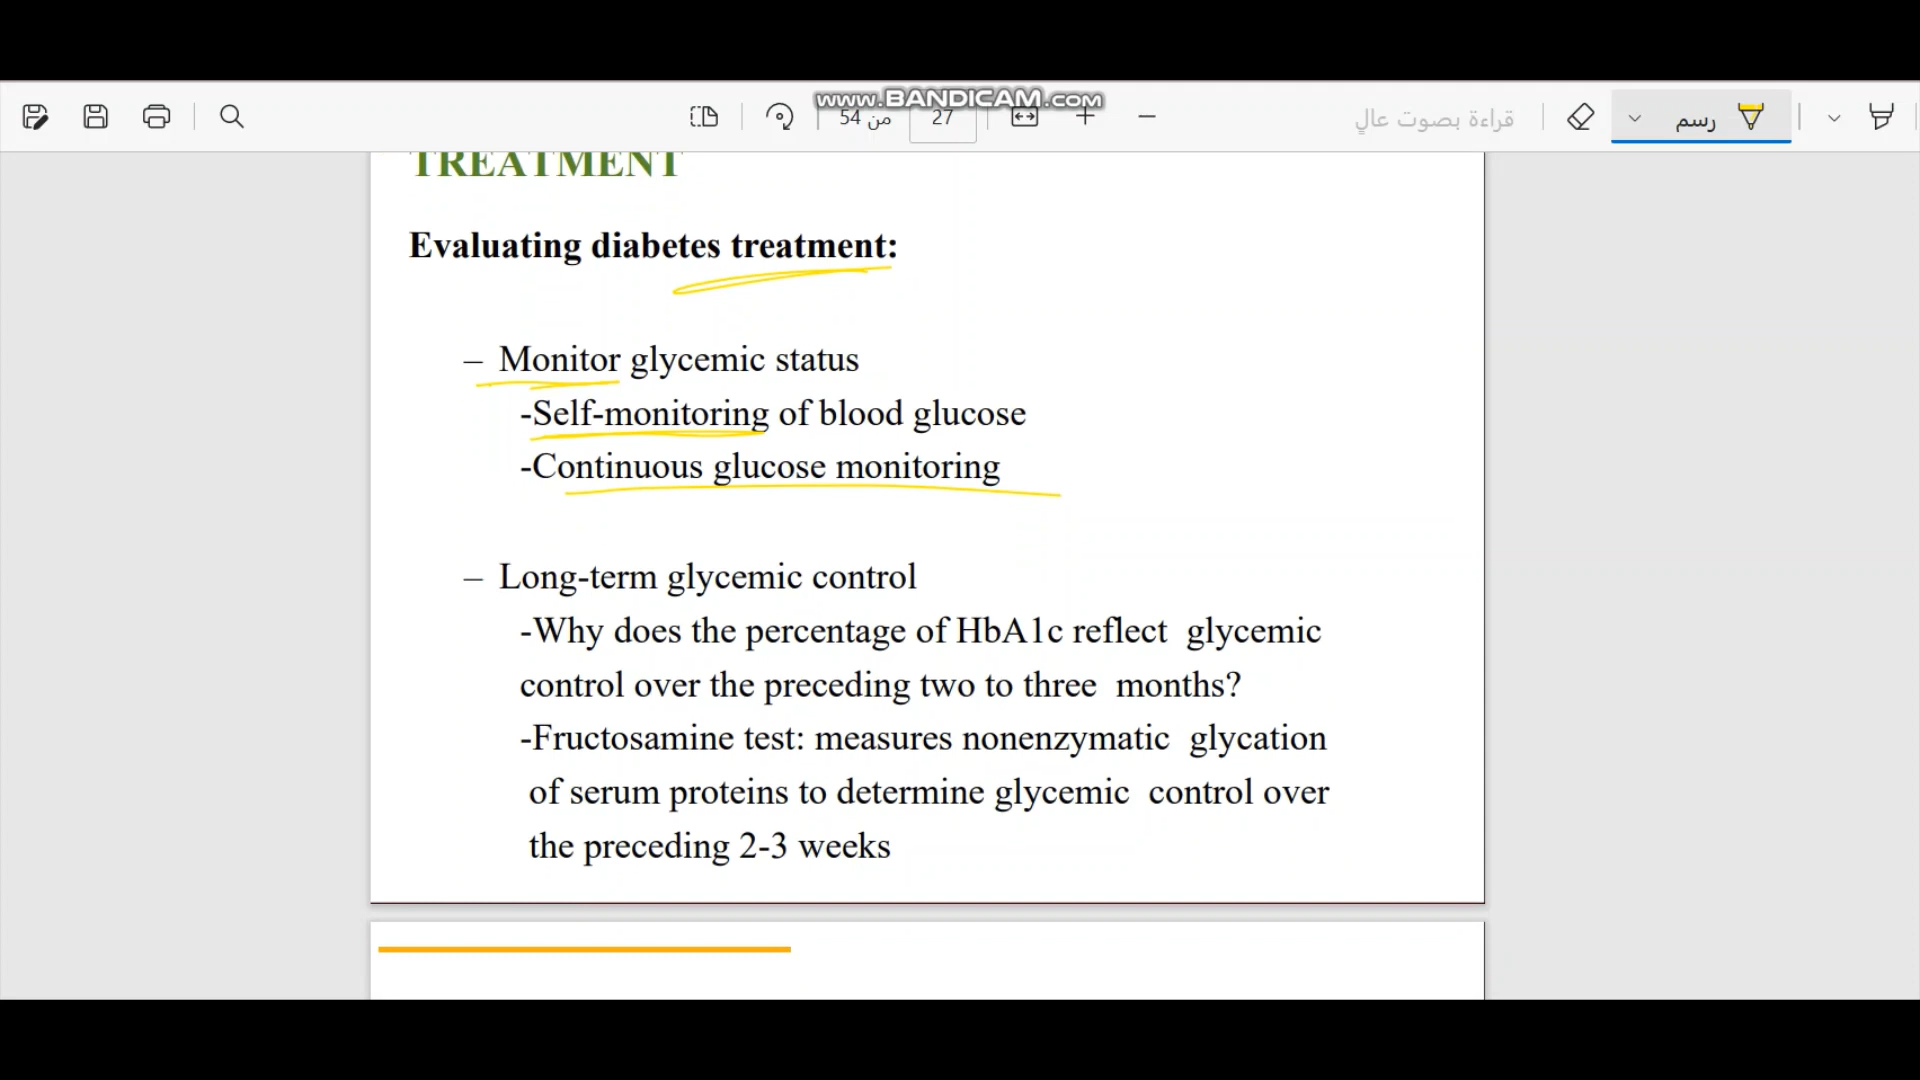 www.BANDICAM.com
27 من 54
قراءة بصوت عالٍ
رسم
TREATMENT
Evaluating diabetes treatment:
– Monitor glycemic status
-Self-monitoring of blood glucose
-Continuous glucose monitoring
– Long-term glycemic control
-Why does the percentage of HbA1c reflect glycemic
control over the preceding two to three months?
-Fructosamine test: measures nonenzymatic glycation
of serum proteins to determine glycemic control over
the preceding 2-3 weeks